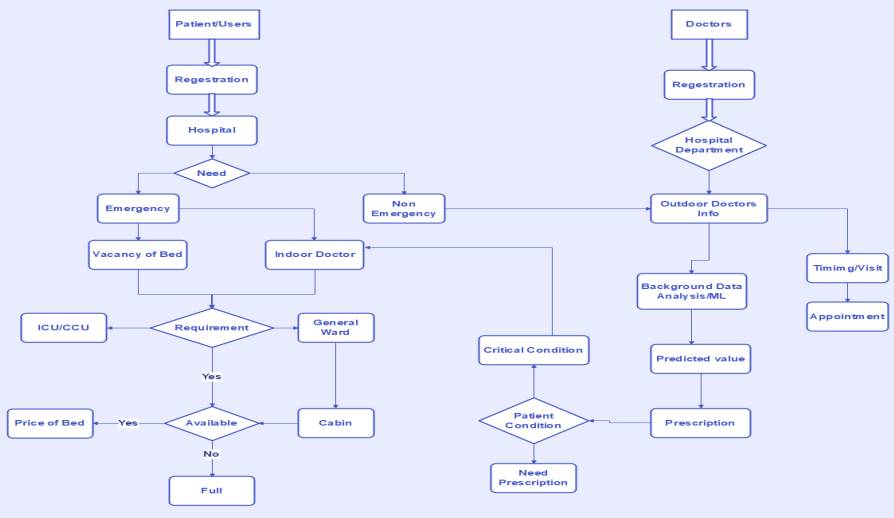 Patient/Users
Doctors
Regestration
Regestration
Hospital
Hospital
Department
Need
Emergency
Non
Emergency
Outdoor Doctors
Info
Vacancy of Bed
Indoor Doctor
Timimg/Visit
Background Data
Analysis/ML
ICU/CCU
Requirement
General
Ward
Appointment
Critical Condition
Predicted value
Yes
Price of Bed
Yes
Available
Cabin
Patient
Condition
Prescription
No
Full
Need
Prescription